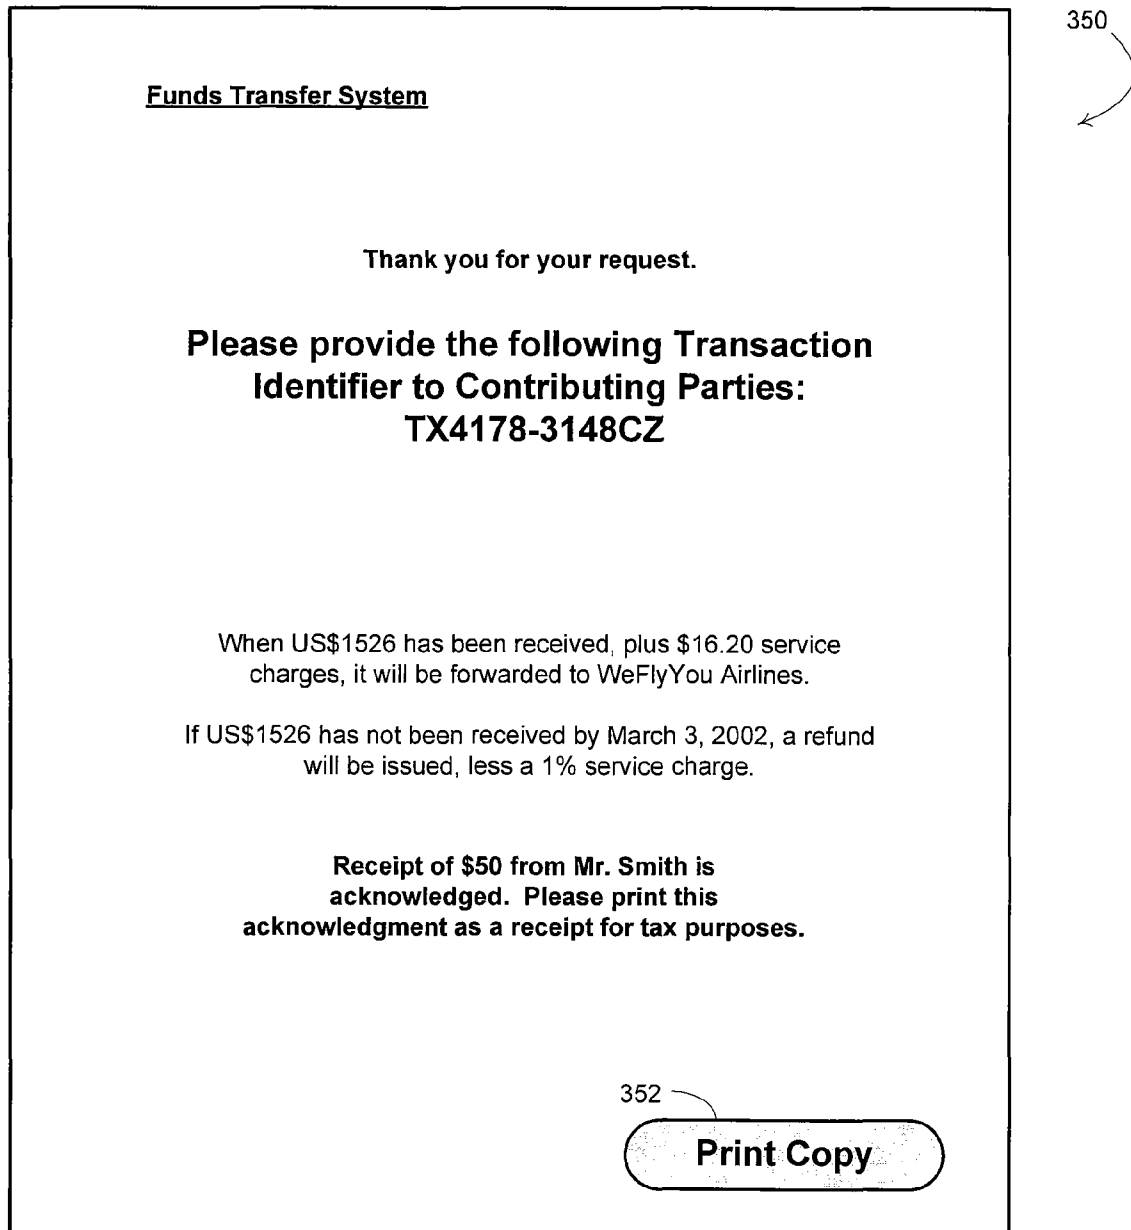 350
Funds Transfer System
Thank you for your request.
Please provide the following Transaction
Identifier to Contributing Parties:
TX4178-3148CZ
When US$1526 has been received, plus $16.20 service
charges, it will be forwarded to WeFlyYou Airlines.
If US$1526 has not been received by March 3, 2002, a refund
will be issued, less a 1% service charge.
Receipt of $50 from Mr. Smith is
acknowledged. Please print this
acknowledgment as a receipt for tax purposes.
352
Print Copy